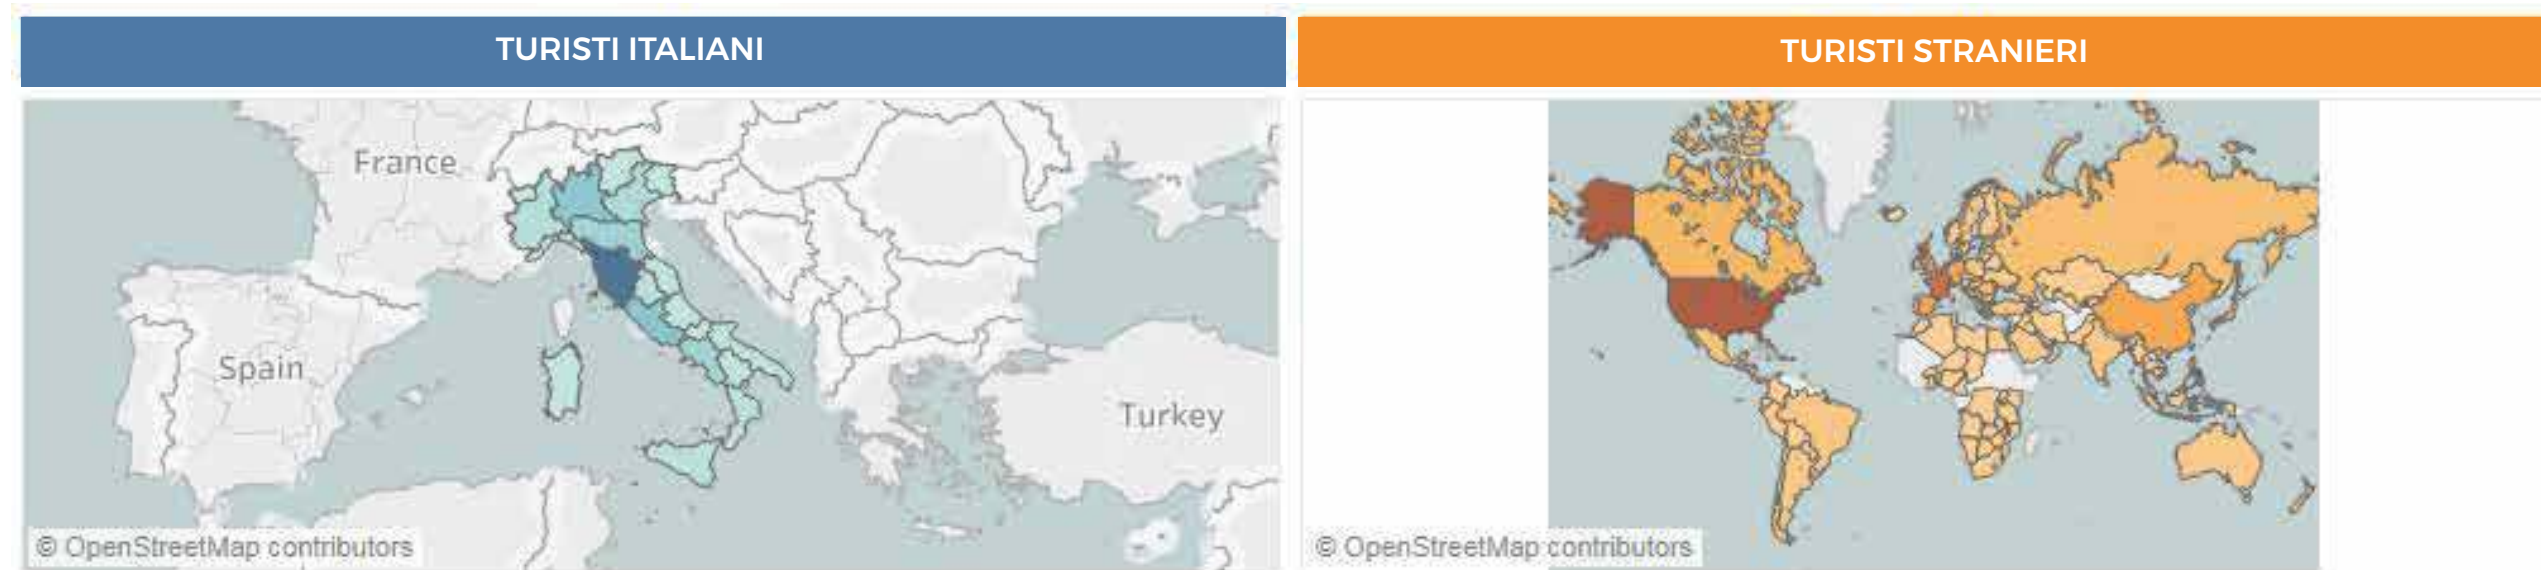 TURISTI ITALIANI
TURISTI STRANIERI
France
Spain
Turkey
© OpenStreetMap contributors
© OpenStreetMap contributors